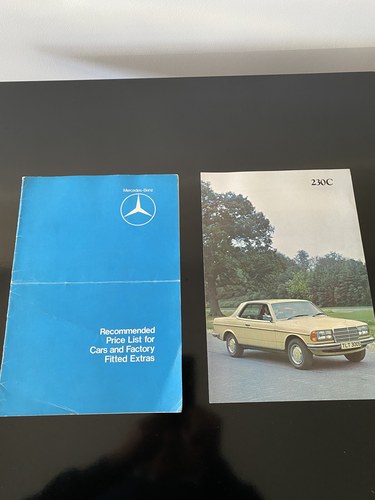 Mercedes-Benz
Recommended
Price List for
Cars and Factory
Fitted Extras
230C